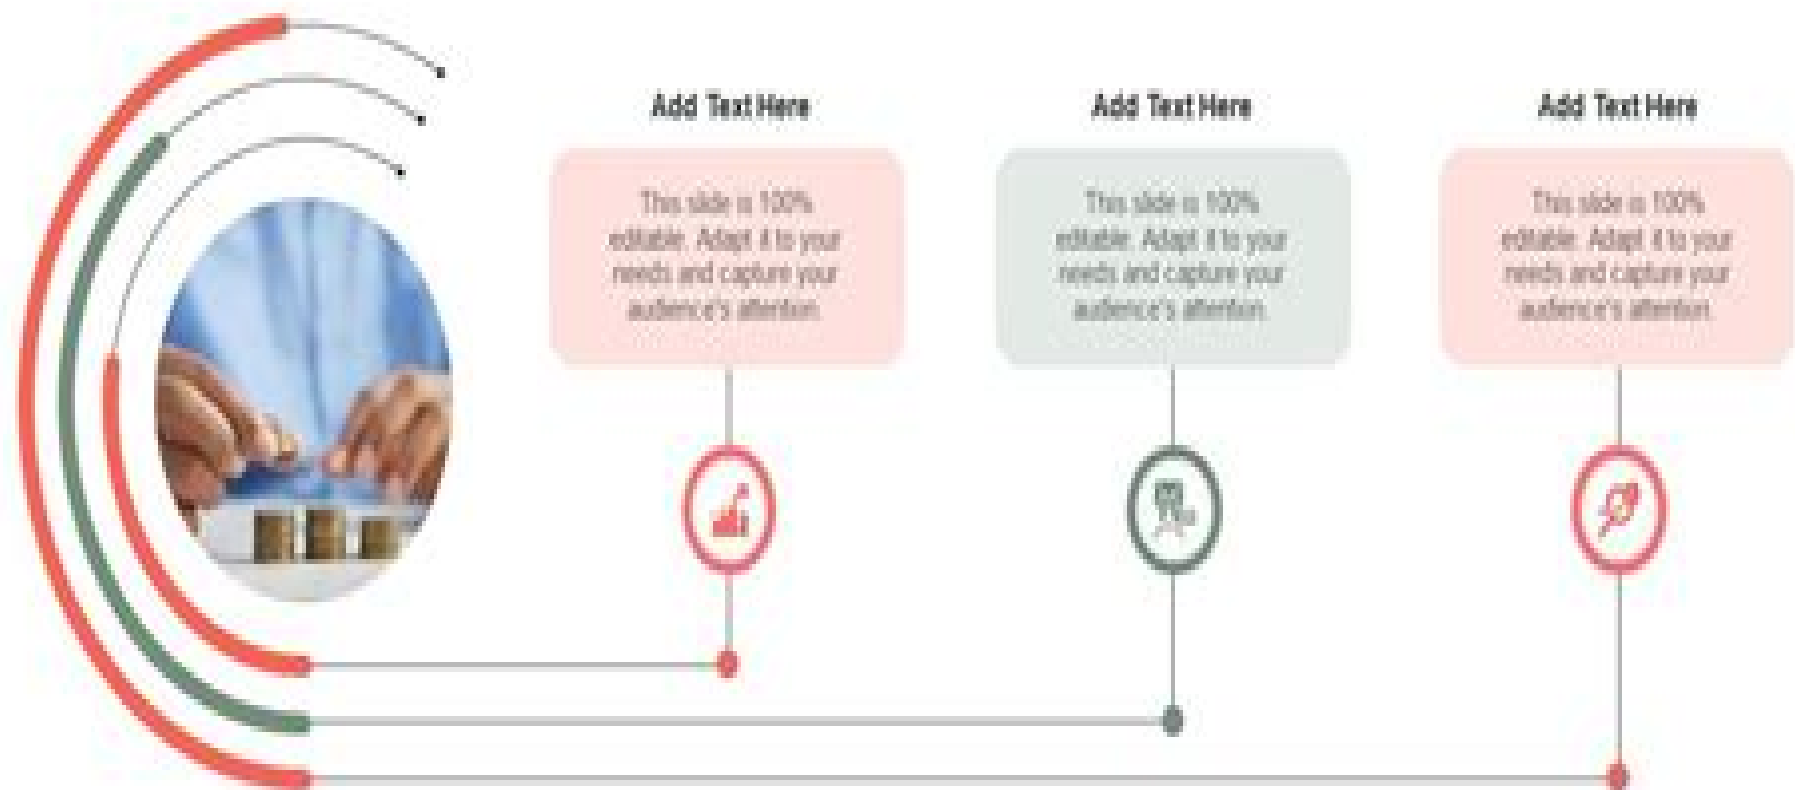 Add Text Here
This slide is 100%
editable. Adapt it to your
needs and capture your
audience's attention.
Add Text Here
This slide is 100%
editable. Adapt it to your
needs and capture your
audience's attention.
Add Text Here
This slide is 100%
editable. Adapt it to your
needs and capture your
audience's attention.